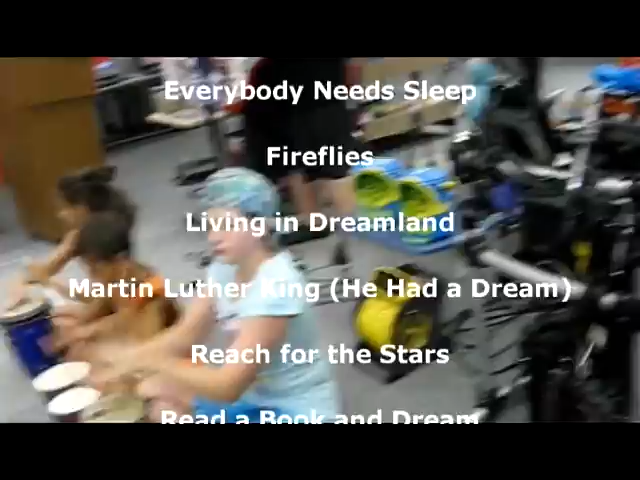 Everybody Needs Sleep
Fireflies
Living in Dreamland
Martin Luther King (He Had a Dream)
Reach for the Stars
Read a Book and Dream